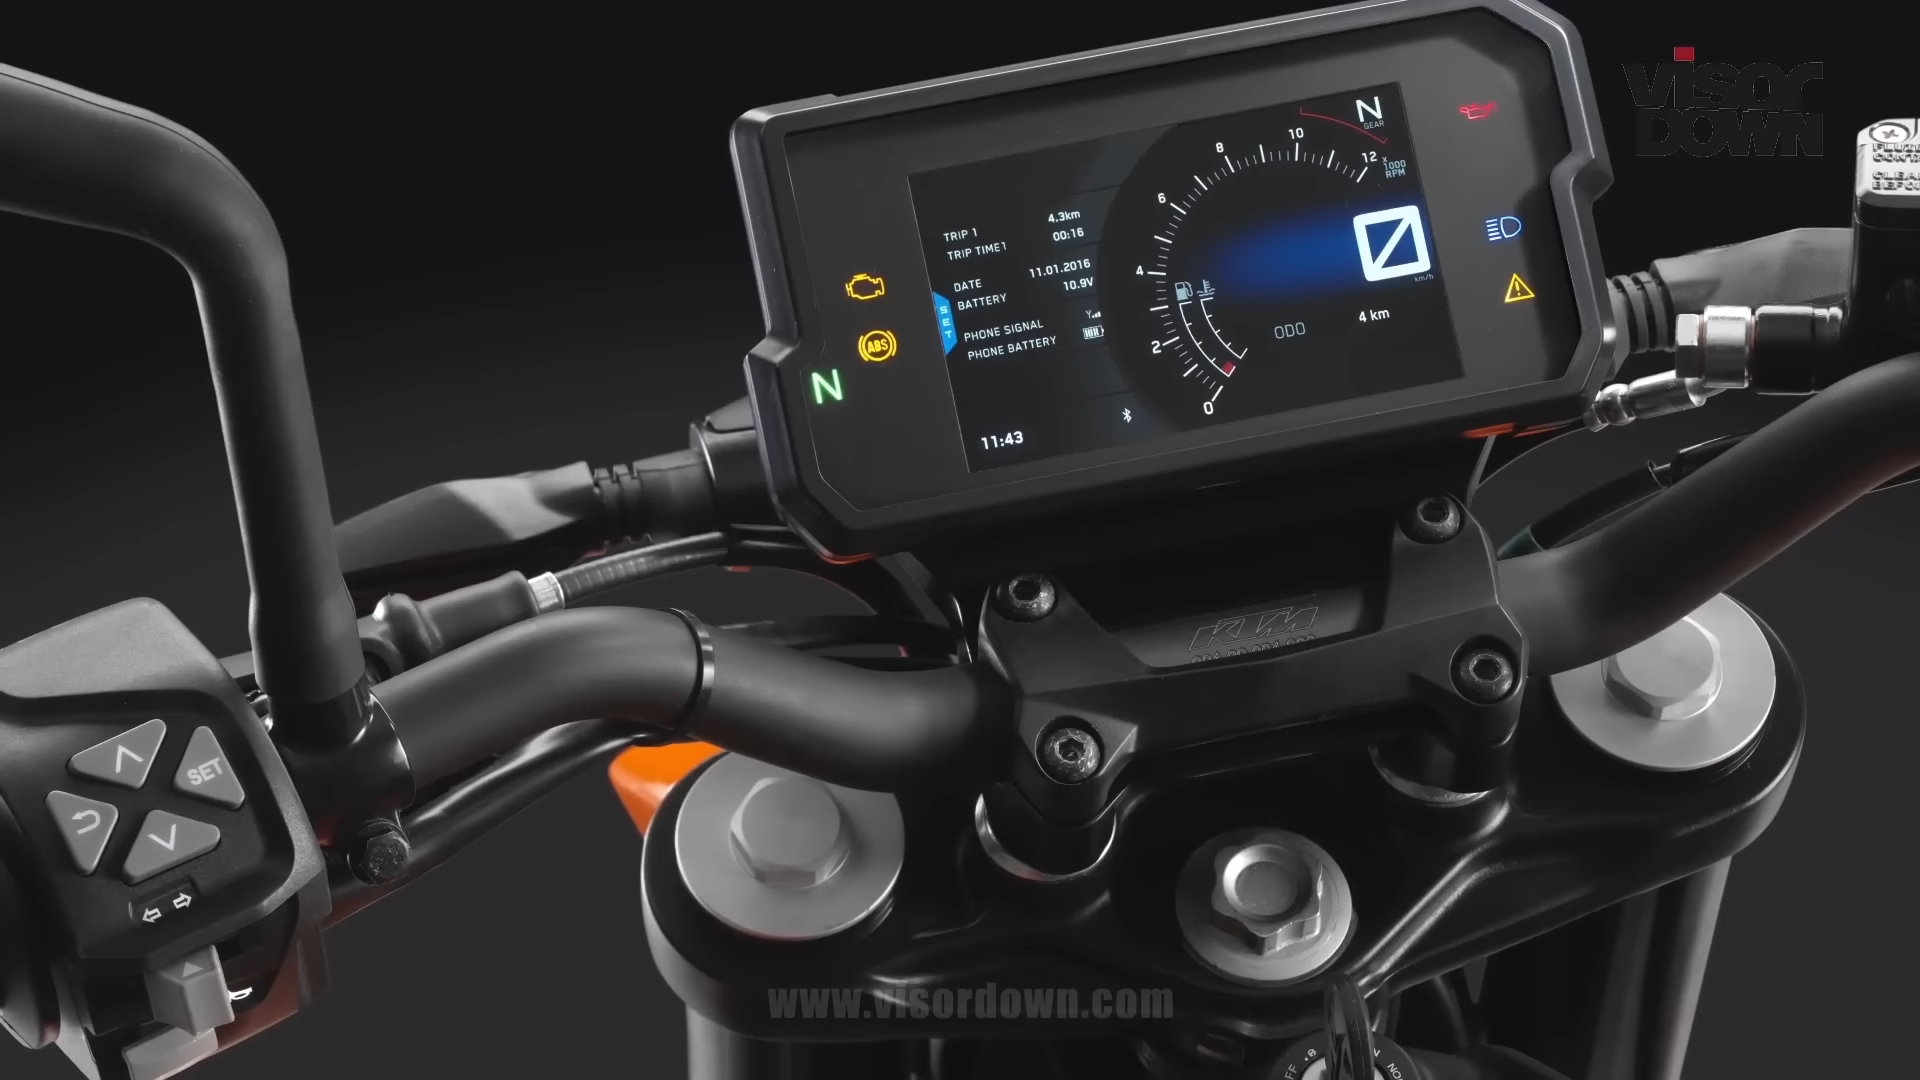 visor
DOWN
N
GEAR
10
8
12
x
1000
RPM
6
TRIP 1 4.3km
TRIP TIME1 00:16
DATE 11.01.2016
BATTERY 10.9V
4
km/h
SET
PHONE SIGNAL
PHONE BATTERY
ODO 4 km
2
0
ABS
N
11:43
KTM
SET
www.visordown.com